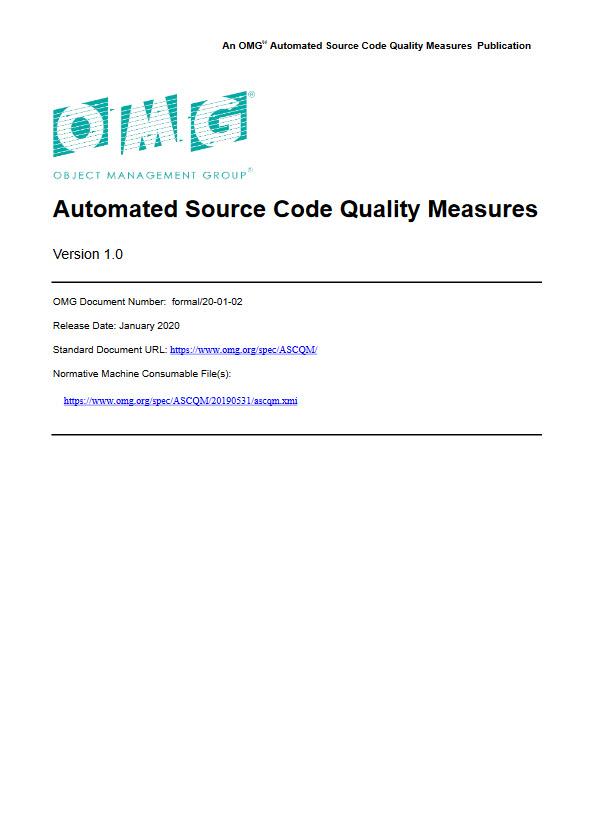 An OMG® Automated Source Code Quality Measures Publication
OMG®
OBJECT MANAGEMENT GROUP®
Automated Source Code Quality Measures
Version 1.0
OMG Document Number: formal/20-01-02
Release Date: January 2020
Standard Document URL: https://www.omg.org/spec/ASCQM/
Normative Machine Consumable File(s):
https://www.omg.org/spec/ASCQM/20190531/ascqm.xmi